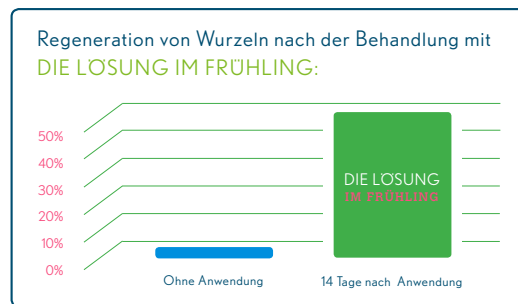 Regeneration von Wurzeln nach der Behandlung mit
DIE LÖSUNG IM FRÜHLING:
50%
40%
30%
20%
10%
0%
DIE LÖSUNG
IM FRÜHLING
Ohne Anwendung
14 Tage nach Anwendung